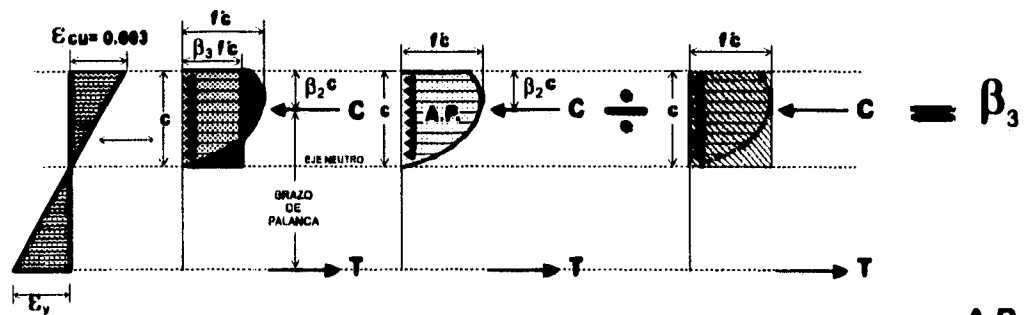 εcu= 0.003
f'c
β₃ f'c
β₂c
c
C
EJE NEUTRO
BRAZO
DE
PALANCA
T
εy
f'c
A.P.
β₂c
c
C
÷
T
f'c
c
C
T
= β₃
A.P.